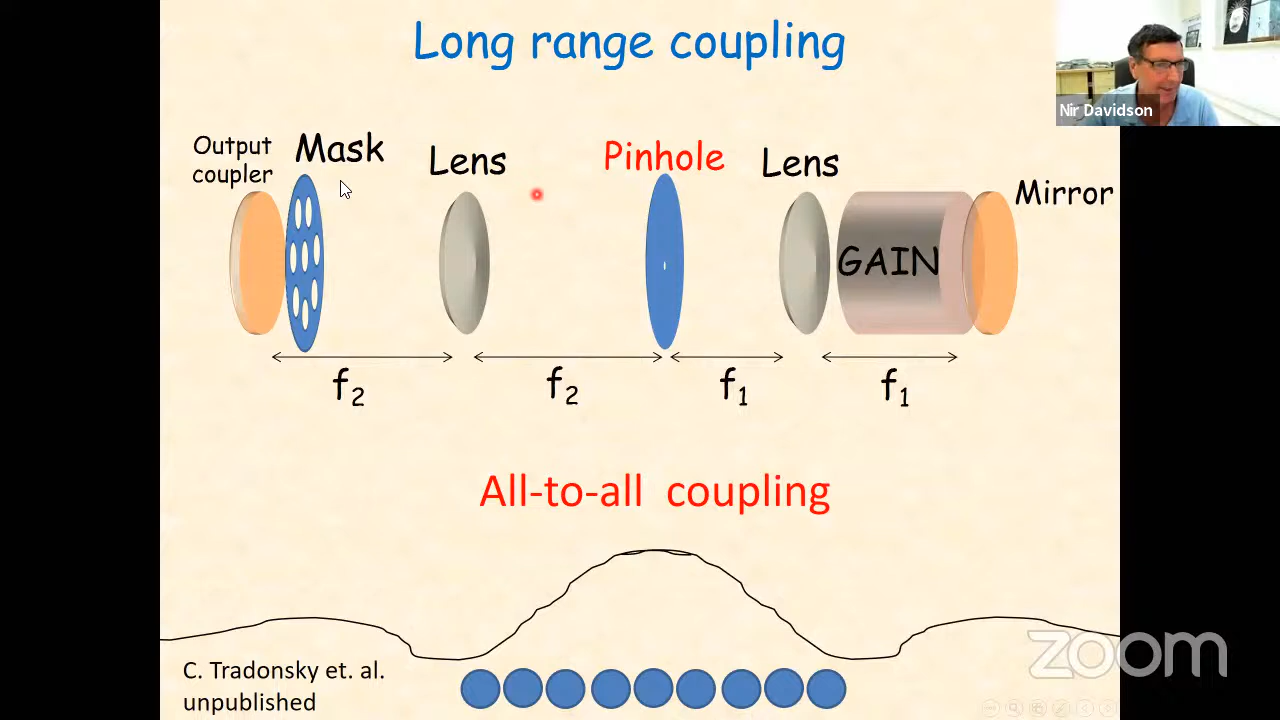 Long range coupling
Nir Davidson
Output
coupler
Mask
Lens
Pinhole
Lens
Mirror
GAIN
f2
f2
f1
f1
All-to-all coupling
C. Tradonsky et. al.
unpublished
zoom